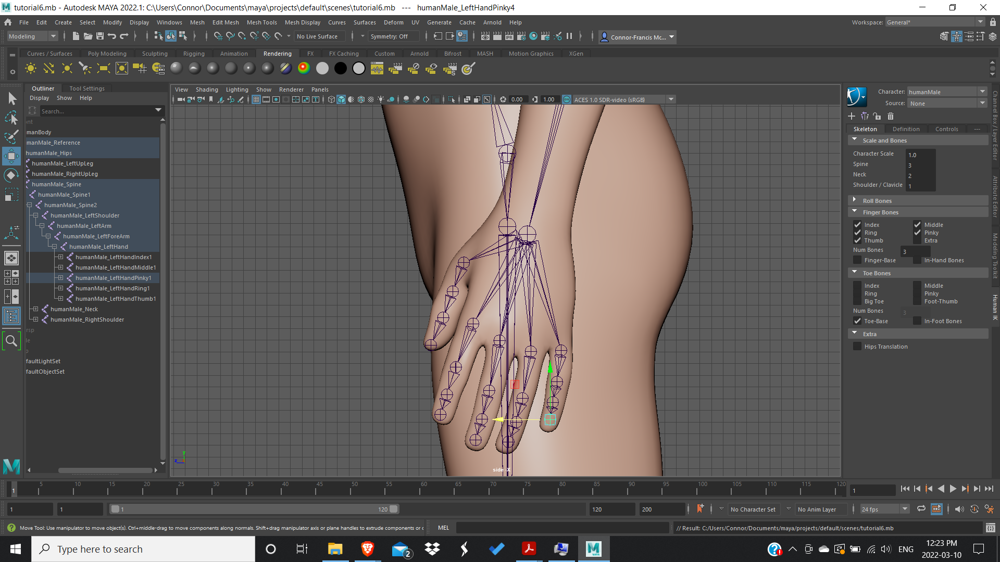 tutorial6.mb - Autodesk MAYA 2022.1: C:\Users\Connor\Documents\maya\projects\default\scenes\tutorial6.mb --- humanMale_LeftHandPinky4
File Edit Create Select Modify Display Windows Mesh Edit Mesh Mesh Tools Mesh Display Curves Surfaces Deform UV Generate Cache Arnold Help
Workspace: General*
Modeling
No Live Surface
Symmetry: Off
Connor-Francis Mc...
Curves / Surfaces Poly Modeling Sculpting Rigging Animation Rendering FX FX Caching Custom Arnold Bifrost MASH Motion Graphics XGen
Outliner Tool Settings
Display Show Help
Search...
ont
manBody
manMale_Reference
humanMale_Hips
humanMale_LeftUpLeg
humanMale_RightUpLeg
humanMale_Spine
humanMale_Spine1
humanMale_Spine2
humanMale_LeftShoulder
humanMale_LeftArm
humanMale_LeftForeArm
humanMale_LeftHand
humanMale_LeftHandIndex1
humanMale_LeftHandMiddle1
humanMale_LeftHandPinky1
humanMale_LeftHandRing1
humanMale_LeftHandThumb1
humanMale_Neck
humanMale_RightShoulder
rsp
de
faultLightSet
faultObjectSet
View Shading Lighting Show Renderer Panels
0.00 1.00 ON ACES 1.0 SDR-video (sRGB)
y
z
side -X
Character: humanMale
Source: None
Skeleton Definition Controls ---
Scale and Bones
Character Scale 1.0
Spine 3
Neck 2
Shoulder / Clavicle 1
Roll Bones
Finger Bones
Index Middle
Ring Pinky
Thumb Extra
Num Bones 3
Finger-Base In-Hand Bones
Toe Bones
Index Middle
Ring Pinky
Big Toe Foot-Thumb
Num Bones 3
Toe-Base In-Foot Bones
Extra
Hips Translation
Channel Box / Layer Editor
Attribute Editor
Modeling Toolkit
Human IK
1 5 10 15 20 25 30 35 40 45 50 55 60 65 70 75 80 85 90 95 100 105 110 115 120
1
1 1 1 120 120 200 No Character Set No Anim Layer 24 fps
Move Tool: Use manipulator to move object(s). Ctrl+middle-drag to move components along normals. Shift+drag manipulator axis or plane handles to extrude components or c
MEL
// Result: C:/Users/Connor/Documents/maya/projects/default/scenes/tutorial6.mb
Type here to search
2
MAYA
ENG
12:23 PM
2022-03-10